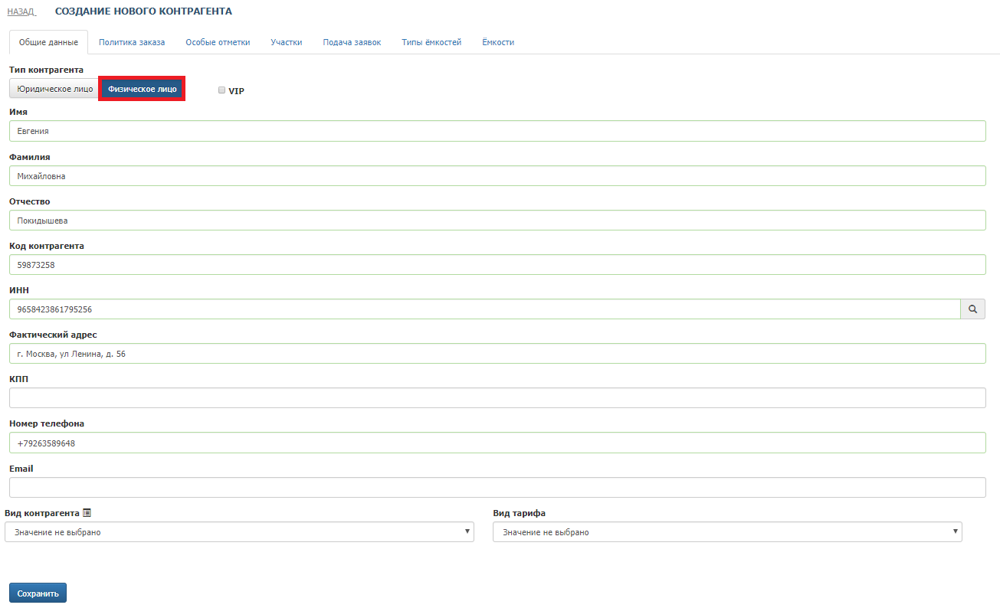 НАЗАД СОЗДАНИЕ НОВОГО КОНТРАГЕНТА
Общие данные Политика заказа Особые отметки Участки Подача заявок Типы ёмкостей Ёмкости
Тип контрагента
Юридическое лицо Физическое лицо VIP
Имя
Евгения
Фамилия
Михайловна
Отчество
Покидышева
Код контрагента
59873258
ИНН
9658423861795256
Фактический адрес
г. Москва, ул Ленина, д. 56
КПП
Номер телефона
+79263589648
Email
Вид контрагента Вид тарифа
Значение не выбрано Значение не выбрано
Сохранить